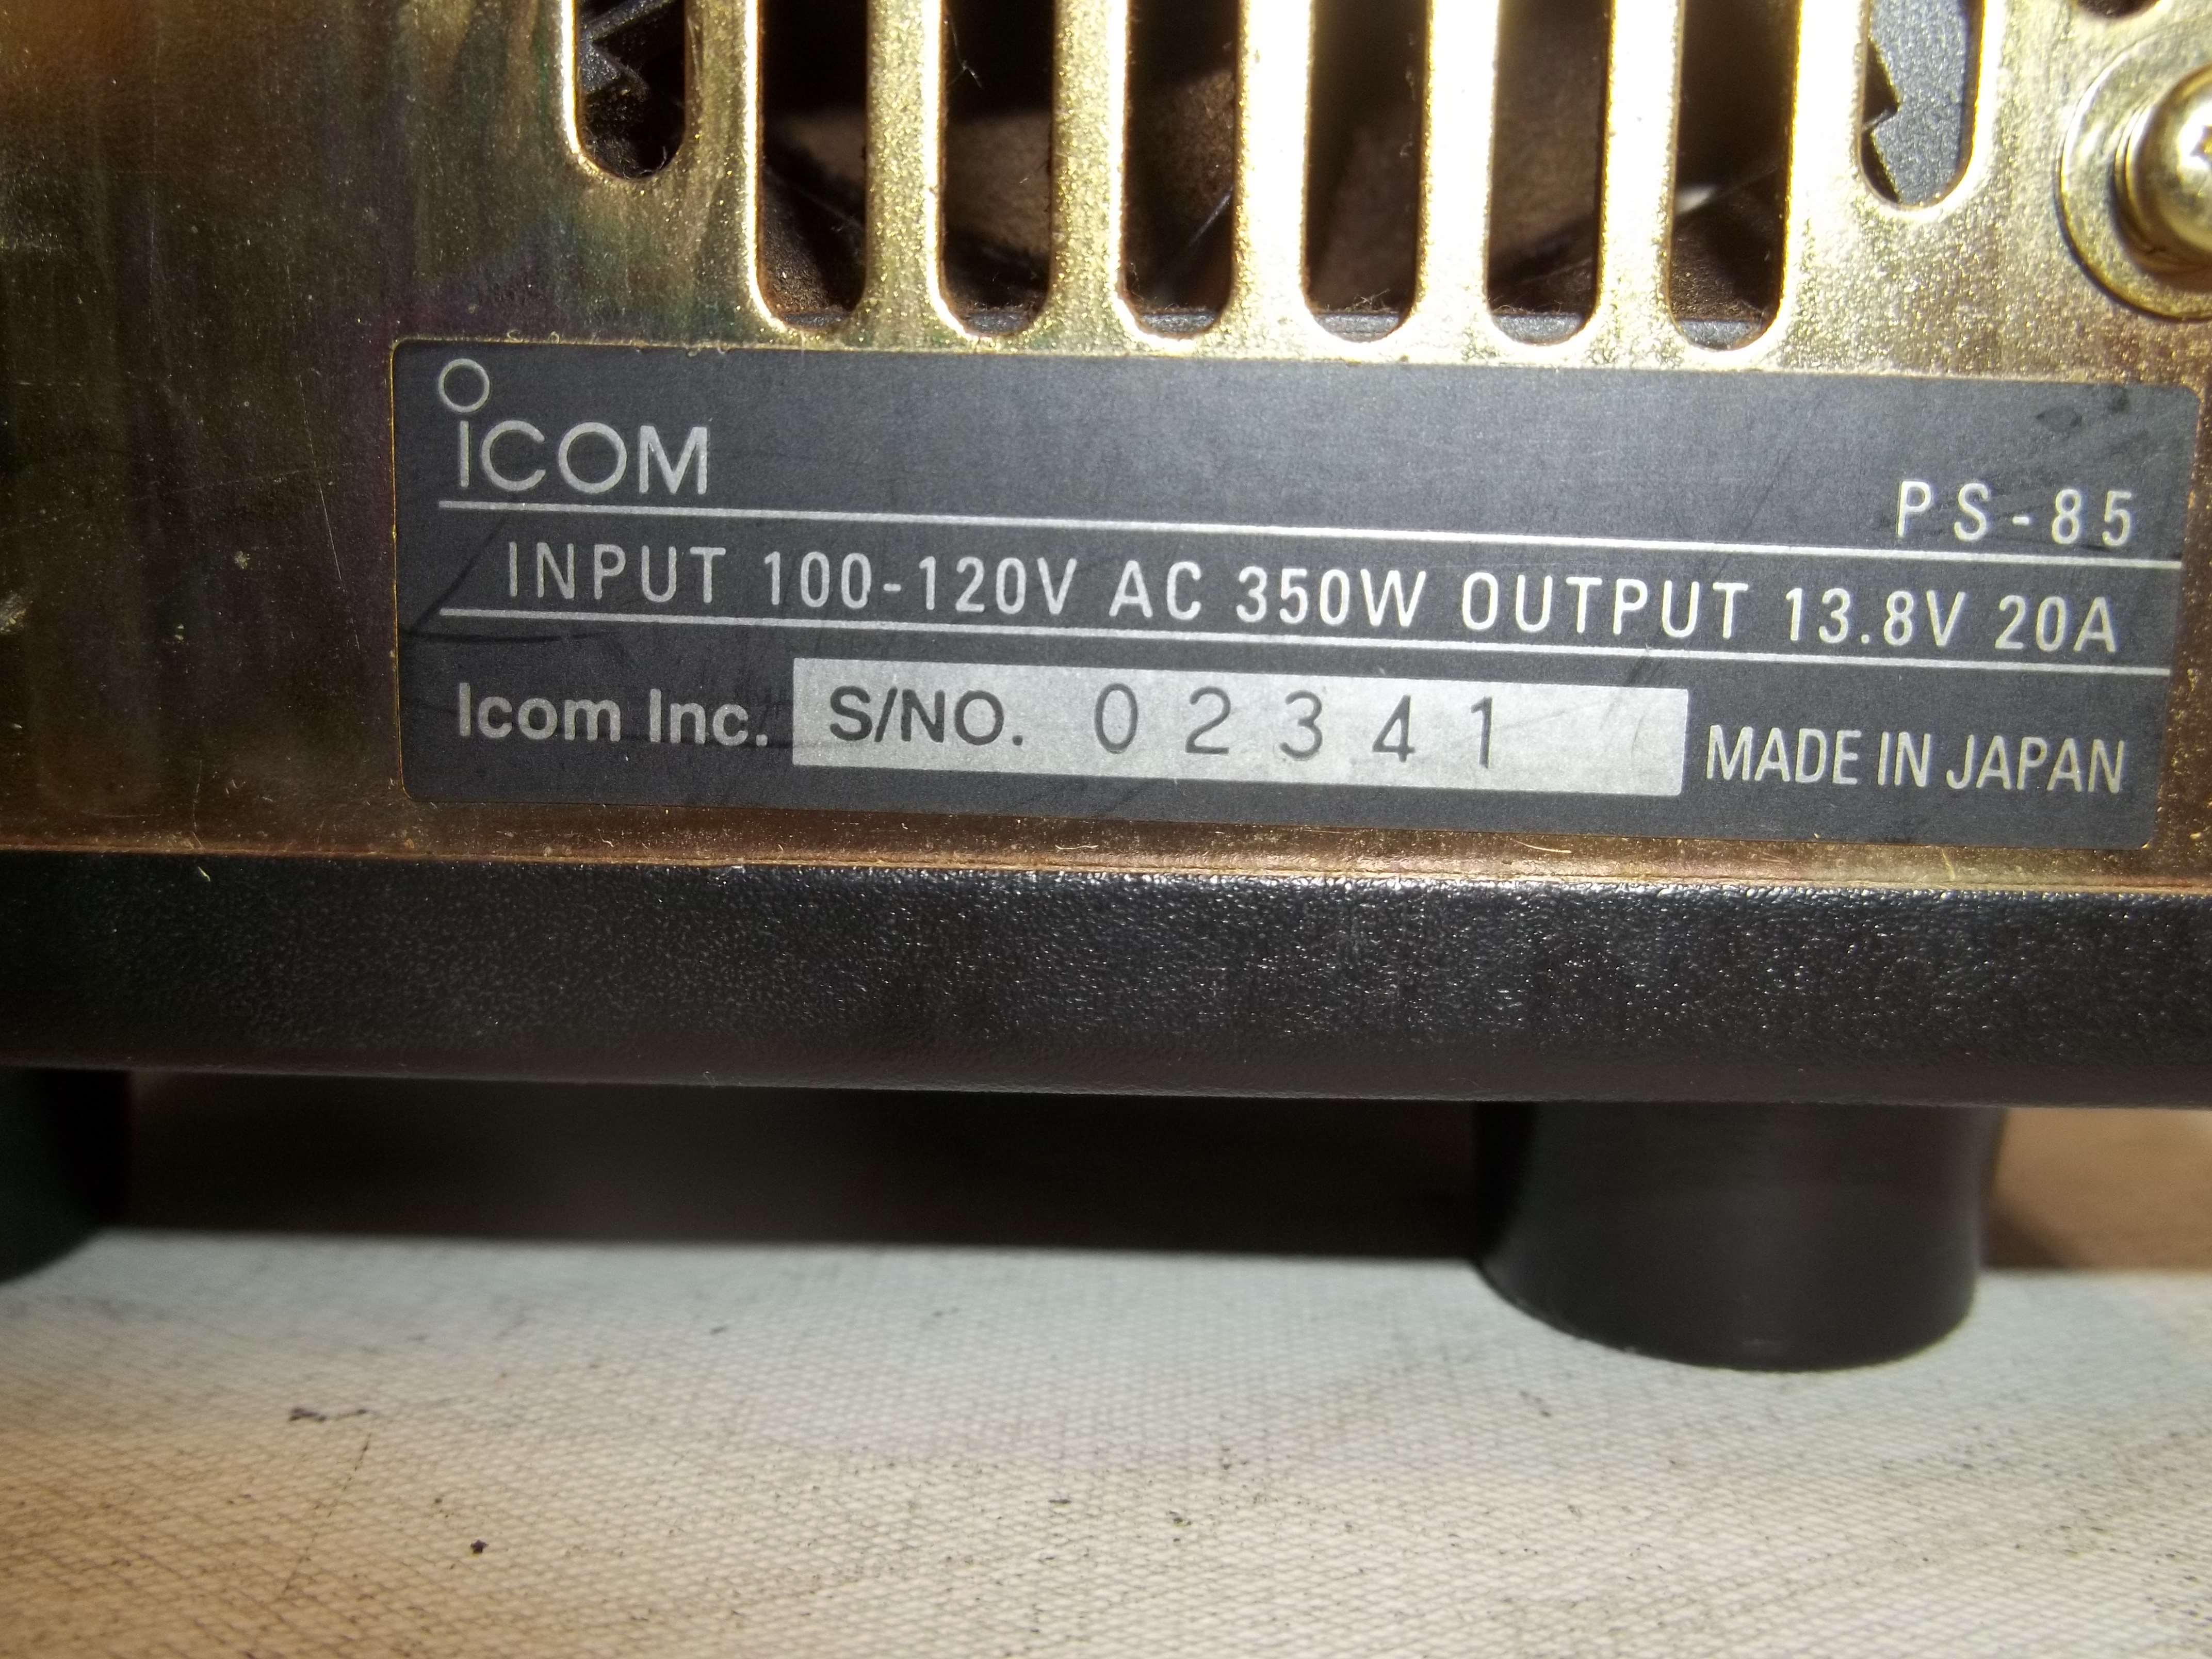 ICOM
PS-85
INPUT 100-120V AC 350W OUTPUT 13.8V 20A
Icom Inc. S/NO. 02341 MADE IN JAPAN